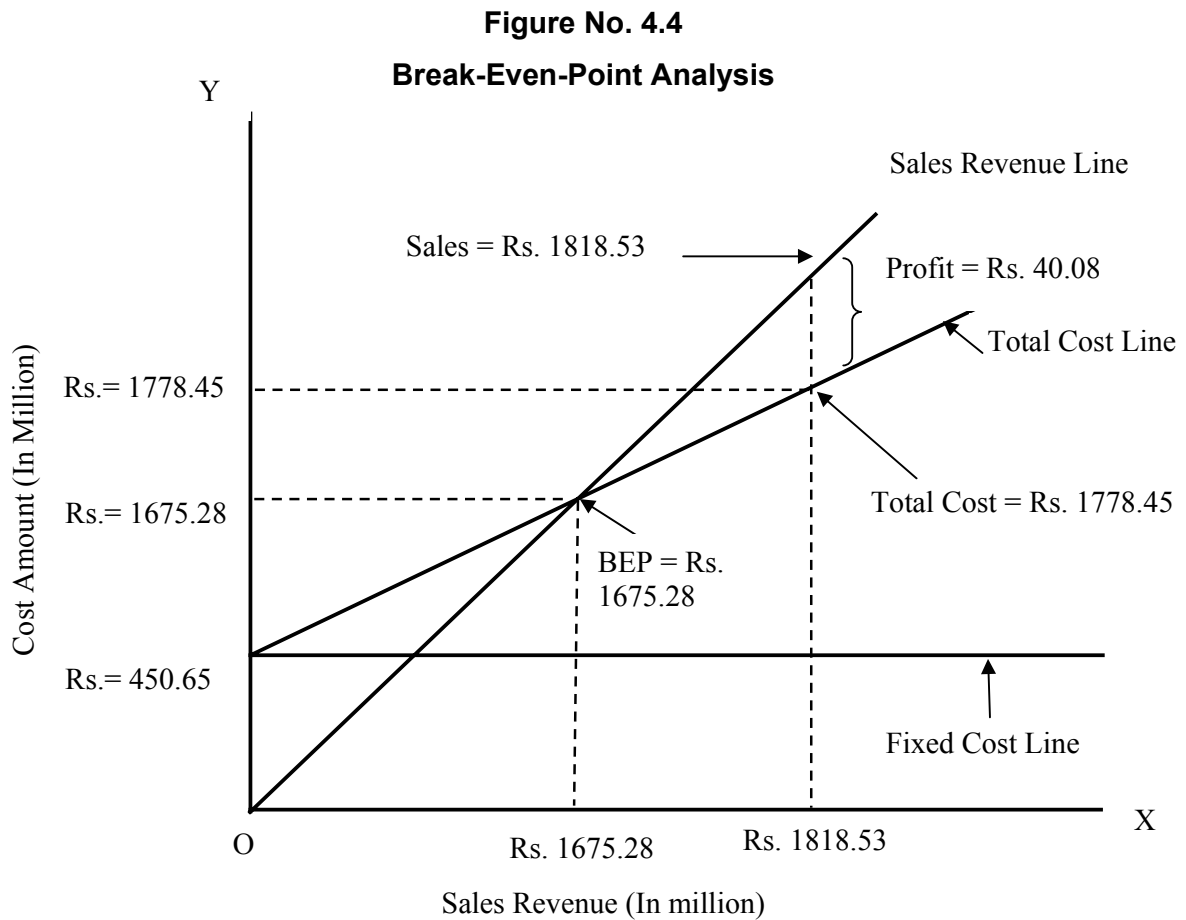 Figure No. 4.4
Break-Even-Point Analysis
Y
Sales Revenue Line
Sales = Rs. 1818.53
Profit = Rs. 40.08
Total Cost Line
Cost Amount (In Million)
Rs.= 1778.45
Rs.= 1675.28
Total Cost = Rs. 1778.45
BEP = Rs.
1675.28
Rs.= 450.65
Fixed Cost Line
O
Rs. 1675.28
Rs. 1818.53
X
Sales Revenue (In million)